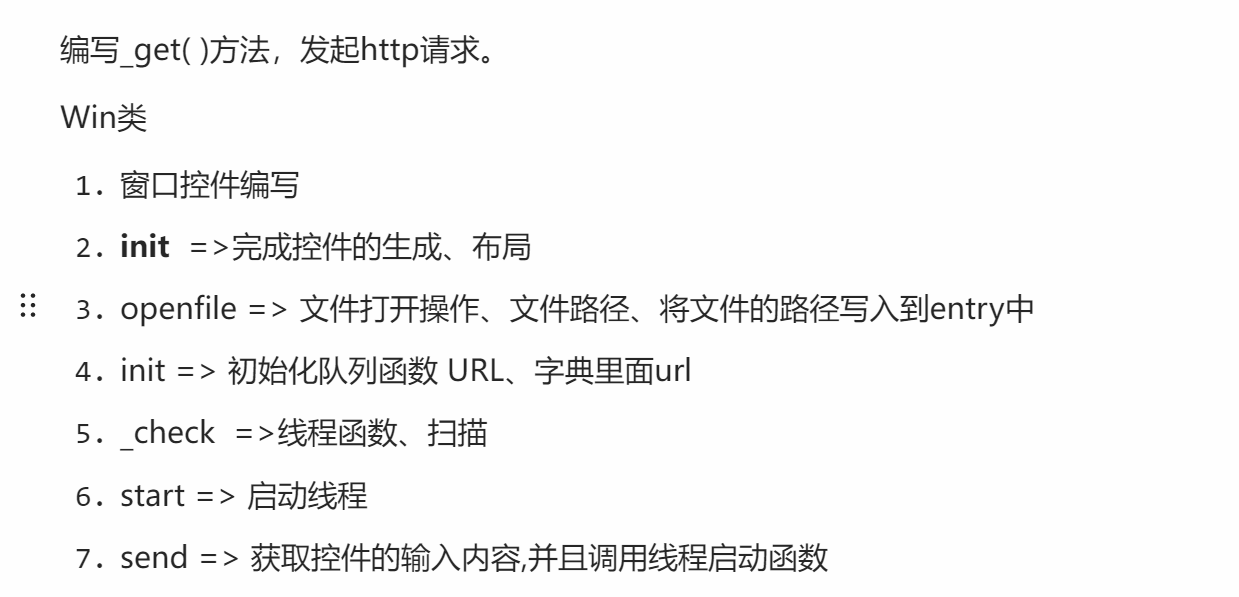 编写_get( )方法，发起http请求。
Win类
1. 窗口控件编写
2. init =>完成控件的生成、布局
3. openfile => 文件打开操作、文件路径、将文件的路径写入到entry中
4. init => 初始化队列函数 URL、字典里面url
5. _check =>线程函数、扫描
6. start => 启动线程
7. send => 获取控件的输入内容,并且调用线程启动函数